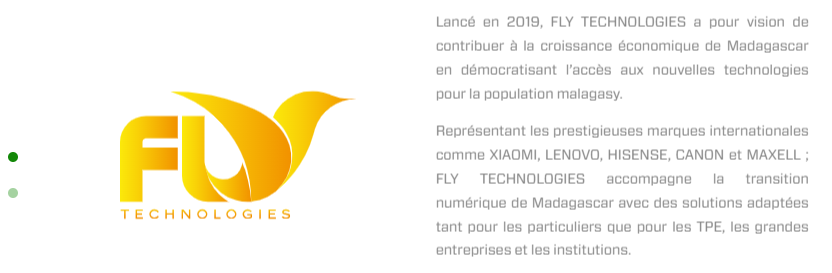 FLY
TECHNOLOGIES
Lancé en 2019, FLY TECHNOLOGIES a pour vision de
contribuer à la croissance économique de Madagascar
en démocratisant l'accès aux nouvelles technologies
pour la population malagasy.
Représentant les prestigieuses marques internationales
comme XIAOMI, LENOVO, HISENSE, CANON et MAXELL ;
FLY TECHNOLOGIES accompagne la transition
numérique de Madagascar avec des solutions adaptées
tant pour les particuliers que pour les TPE, les grandes
entreprises et les institutions.